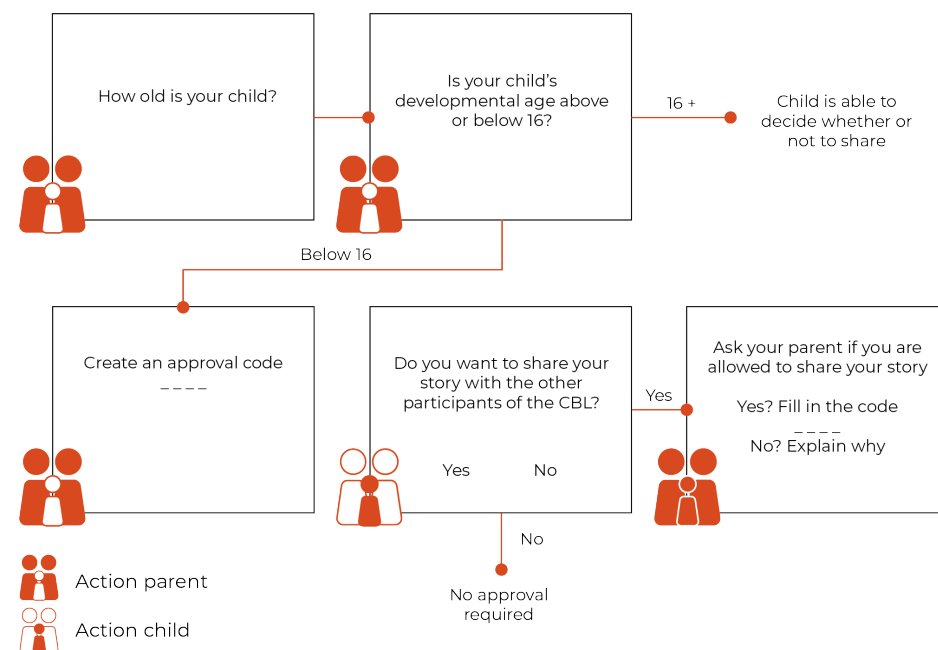 How old is your child?
Is your child's
developmental age above
or below 16?
16 +
Child is able to
decide whether or
not to share
Below 16
Create an approval code
_ _ _ _
Do you want to share your
story with the other
participants of the CBL?
Yes No
Yes
Ask your parent if you are
allowed to share your story
Yes? Fill in the code
_ _ _ _
No? Explain why
No
No approval
required
Action parent
Action child